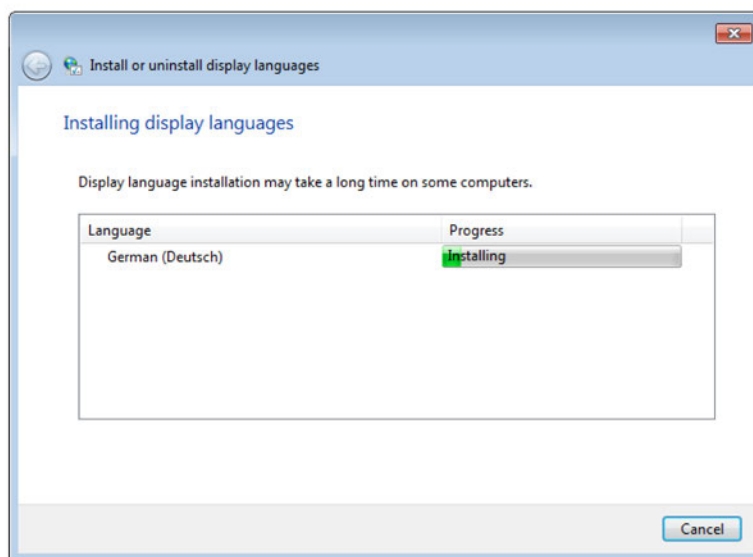 Install or uninstall display languages
Installing display languages
Display language installation may take a long time on some computers.
Language Progress
German (Deutsch) Installing
Cancel